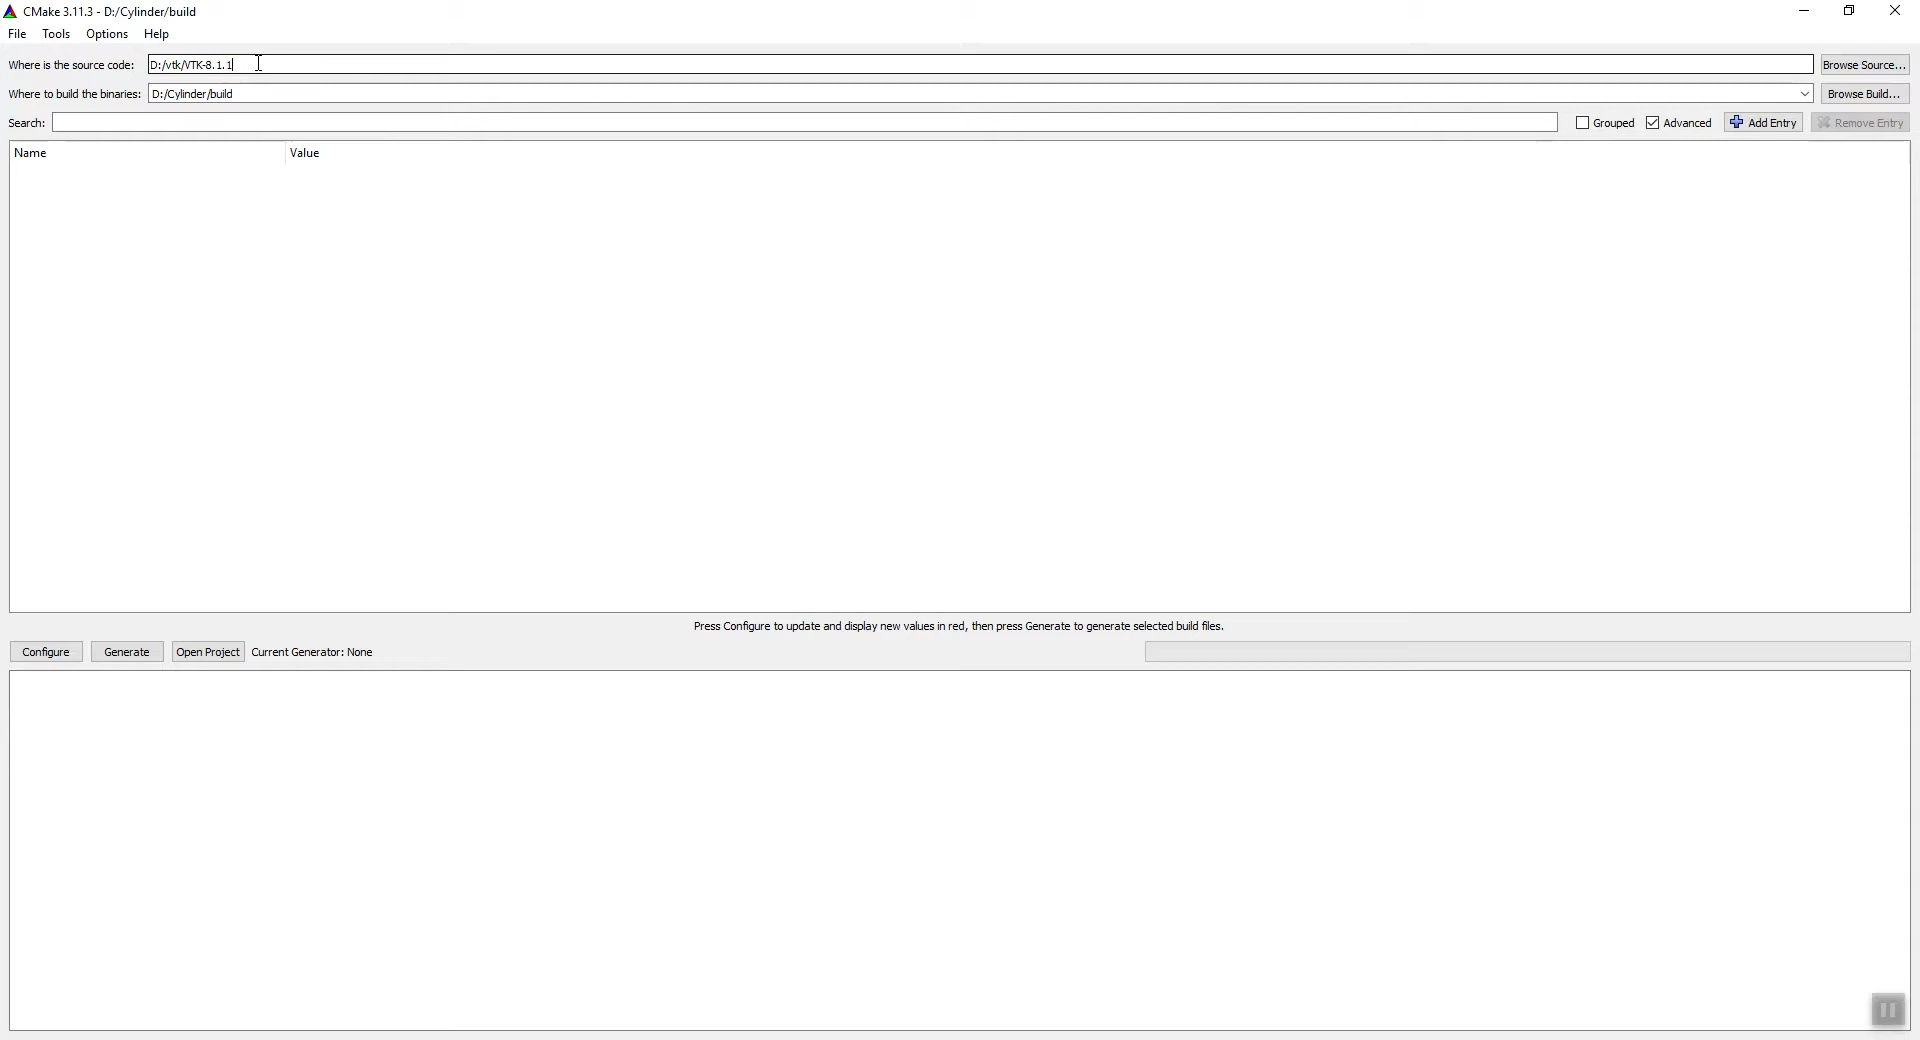 CMake 3.11.3 - D:/Cylinder/build
File Tools Options Help
Where is the source code: D:/vtk/VTK-8.1.1 Browse Source...
Where to build the binaries: D:/Cylinder/build Browse Build...
Search: Grouped Advanced Add Entry Remove Entry
Name Value
Press Configure to update and display new values in red, then press Generate to generate selected build files.
Configure Generate Open Project Current Generator: None